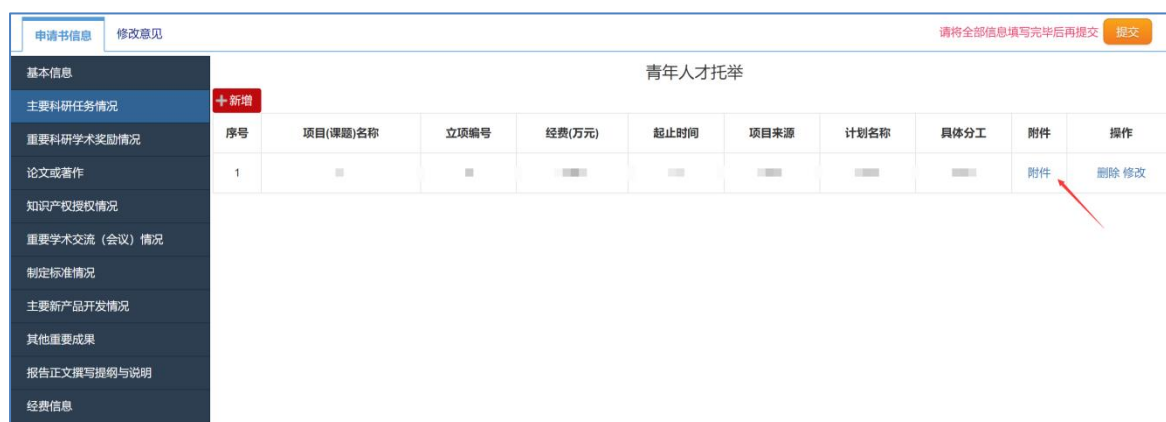 申请书信息 修改意见 请将全部信息填写完毕后再提交 提交
基本信息 青年人才托举
主要科研任务情况 +新增
重要科研学术奖励情况 序号 项目(课题)名称 立项编号 经费(万元) 起止时间 项目来源 计划名称 具体分工 附件 操作
论文或著作 1 附件 删除 修改
知识产权授权情况
重要学术交流（会议）情况
制定标准情况
主要新产品开发情况
其他重要成果
报告正文撰写提纲与说明
经费信息